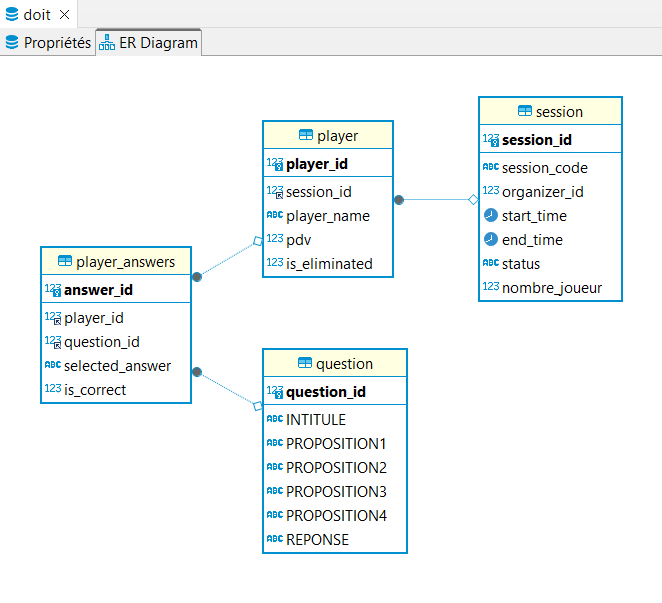 doit
Propriétés
ER Diagram
session
123 session_id
ABC session_code
123 organizer_id
start_time
end_time
ABC status
123 nombre_joueur
player
123 player_id
123 session_id
ABC player_name
123 pdv
123 is_eliminated
player_answers
123 answer_id
123 player_id
123 question_id
ABC selected_answer
123 is_correct
question
123 question_id
ABC INTITULE
ABC PROPOSITION1
ABC PROPOSITION2
ABC PROPOSITION3
ABC PROPOSITION4
ABC REPONSE